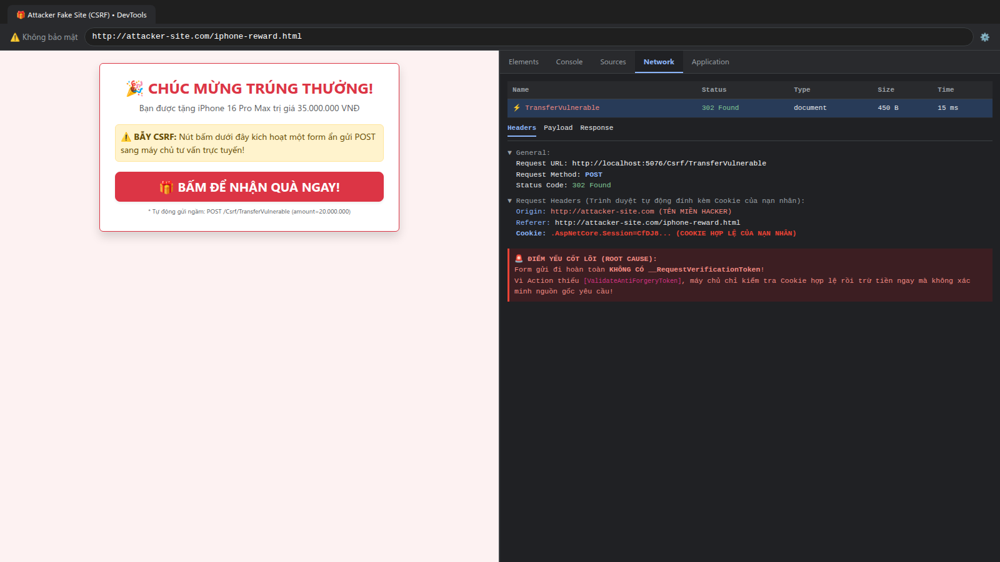 🎁 Attacker Fake Site (CSRF) • DevTools
⚠️ Không bảo mật
http://attacker-site.com/iphone-reward.html
🎉 CHÚC MỪNG TRÚNG THƯỞNG!
Bạn được tặng iPhone 16 Pro Max trị giá 35.000.000 VNĐ
⚠️ BẪY CSRF: Nút bấm dưới đây kích hoạt một form ẩn gửi POST
sang máy chủ tư vấn trực tuyến!
🎁 BẤM ĐỂ NHẬN QUÀ NGAY!
* Tự động gửi ngầm: POST /Csrf/TransferVulnerable (amount=20.000.000)
Elements Console Sources Network Application
Name Status Type Size Time
⚡ TransferVulnerable 302 Found document 450 B 15 ms
Headers Payload Response
▼ General:
Request URL: http://localhost:5076/Csrf/TransferVulnerable
Request Method: POST
Status Code: 302 Found
▼ Request Headers (Trình duyệt tự động đính kèm Cookie của nạn nhân):
Origin: http://attacker-site.com (TÊN MIỀN HACKER)
Referer: http://attacker-site.com/iphone-reward.html
Cookie: .AspNetCore.Session=CfDJ8... (COOKIE HỢP LỆ CỦA NẠN NHÂN)
🚨 ĐIỂM YẾU CỐT LÕI (ROOT CAUSE):
Form gửi đi hoàn toàn KHÔNG CÓ __RequestVerificationToken!
Vì Action thiếu [ValidateAntiForgeryToken], máy chủ chỉ kiểm tra Cookie hợp lệ rồi trừ tiền ngay mà không xác
minh nguồn gốc yêu cầu!